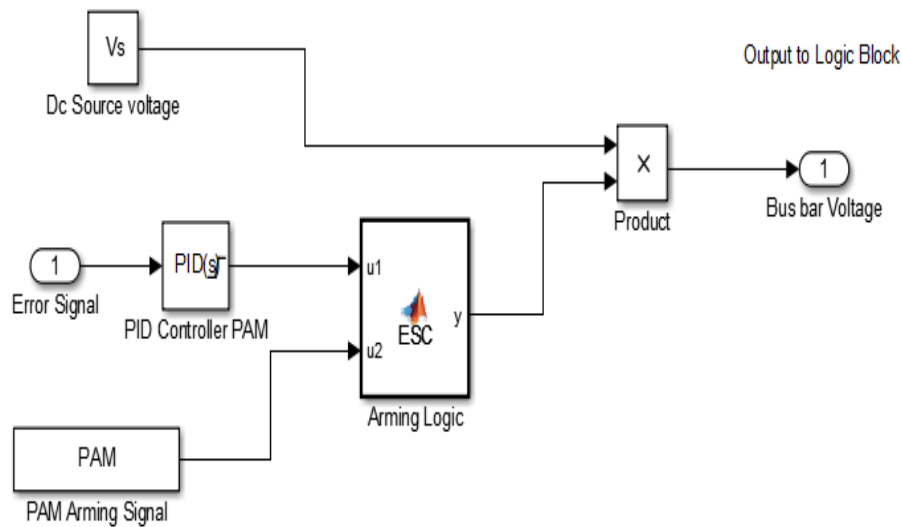 Vs
Dc Source voltage
Output to Logic Block
X
Product
1
Bus bar Voltage
1
Error Signal
PID(s)
PID Controller PAM
u1
u2
ESC
y
Arming Logic
PAM
PAM Arming Signal